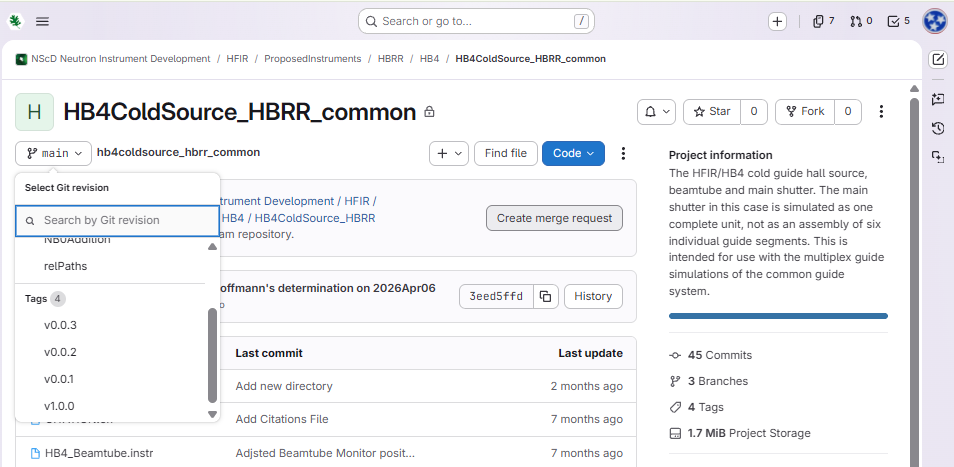 Search or go to... /
7 0 5
NScD Neutron Instrument Development / HFIR / ProposedInstruments / HBRR / HB4 / HB4ColdSource_HBRR_common
H HB4ColdSource_HBRR_common
Star 0 Fork 0
main hb4coldsource_hbrr_common
Find file Code
Select Git revision
Search by Git revision
NB0Addition
relPaths
Tags 4
v0.0.3
v0.0.2
v0.0.1
v1.0.0
trument Development / HFIR /
HB4 / HB4ColdSource_HBRR
am repository.
Create merge request
offmann's determination on 2026Apr06
o
3eed5ffd History
Last commit Last update
Add new directory 2 months ago
Add Citations File 7 months ago
HB4_Beamtube.instr Adjsted Beamtube Monitor posit... 7 months ago
Project information
The HFIR/HB4 cold guide hall source,
beamtube and main shutter. The main
shutter in this case is simulated as one
complete unit, not as an assembly of six
individual guide segments. This is
intended for use with the multiplex guide
simulations of the common guide
system.
45 Commits
3 Branches
4 Tags
1.7 MiB Project Storage